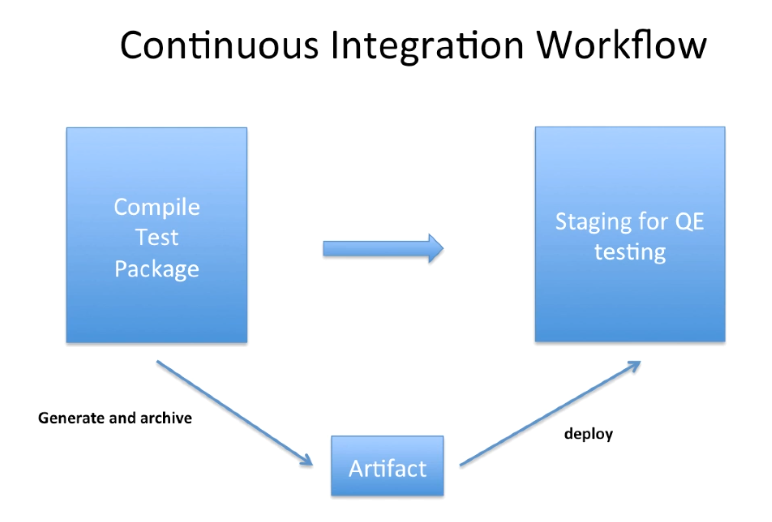 Continuous Integration Workflow
Compile
Test
Package
Staging for QE
testing
Generate and archive
deploy
Artifact